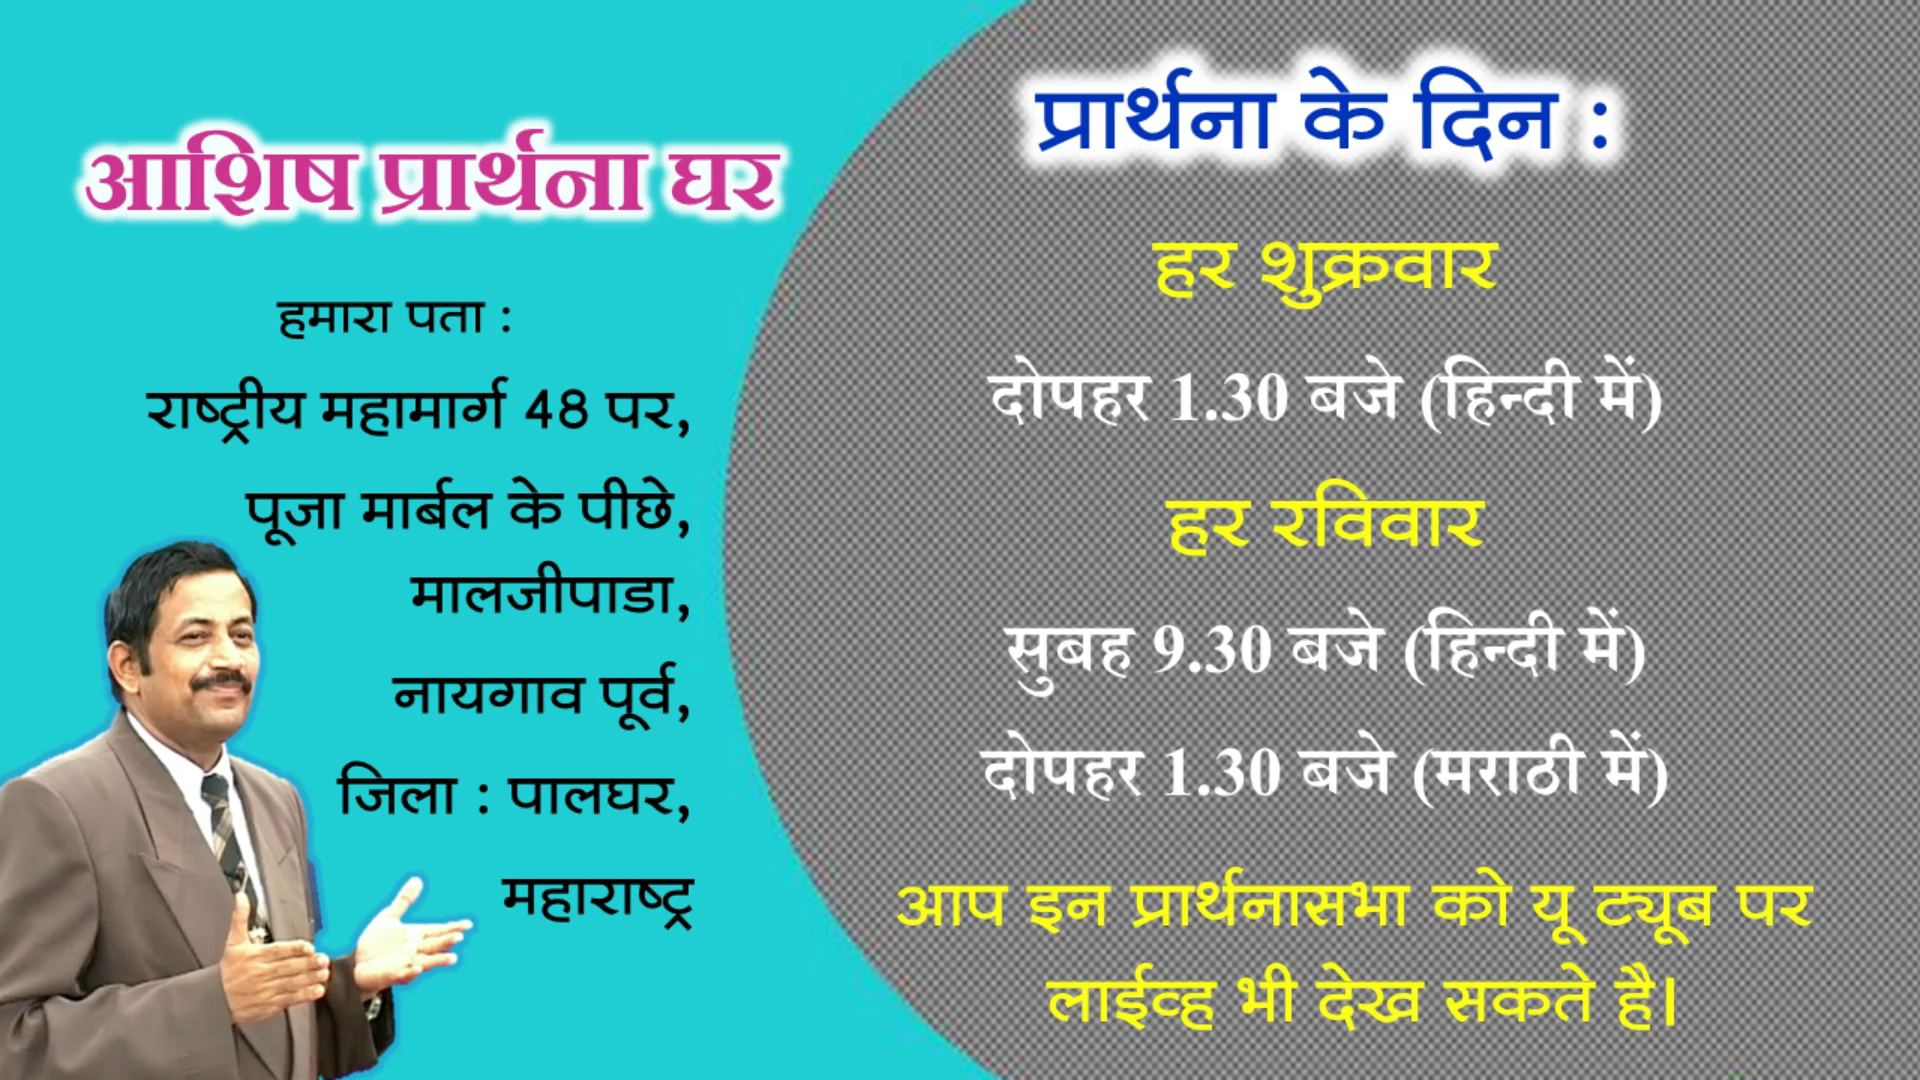 आशिष प्रार्थना घर
हमारा पता :
राष्ट्रीय महामार्ग 48 पर,
पूजा मार्बल के पीछे,
मालजीपाडा,
नायगाव पूर्व,
जिला : पालघर,
महाराष्ट्र
प्रार्थना के दिन :
हर शुक्रवार
दोपहर 1.30 बजे (हिन्दी में)
हर रविवार
सुबह 9.30 बजे (हिन्दी में)
दोपहर 1.30 बजे (मराठी में)
आप इन प्रार्थनासभा को यू ट्यूब पर
लाईव्ह भी देख सकते है।